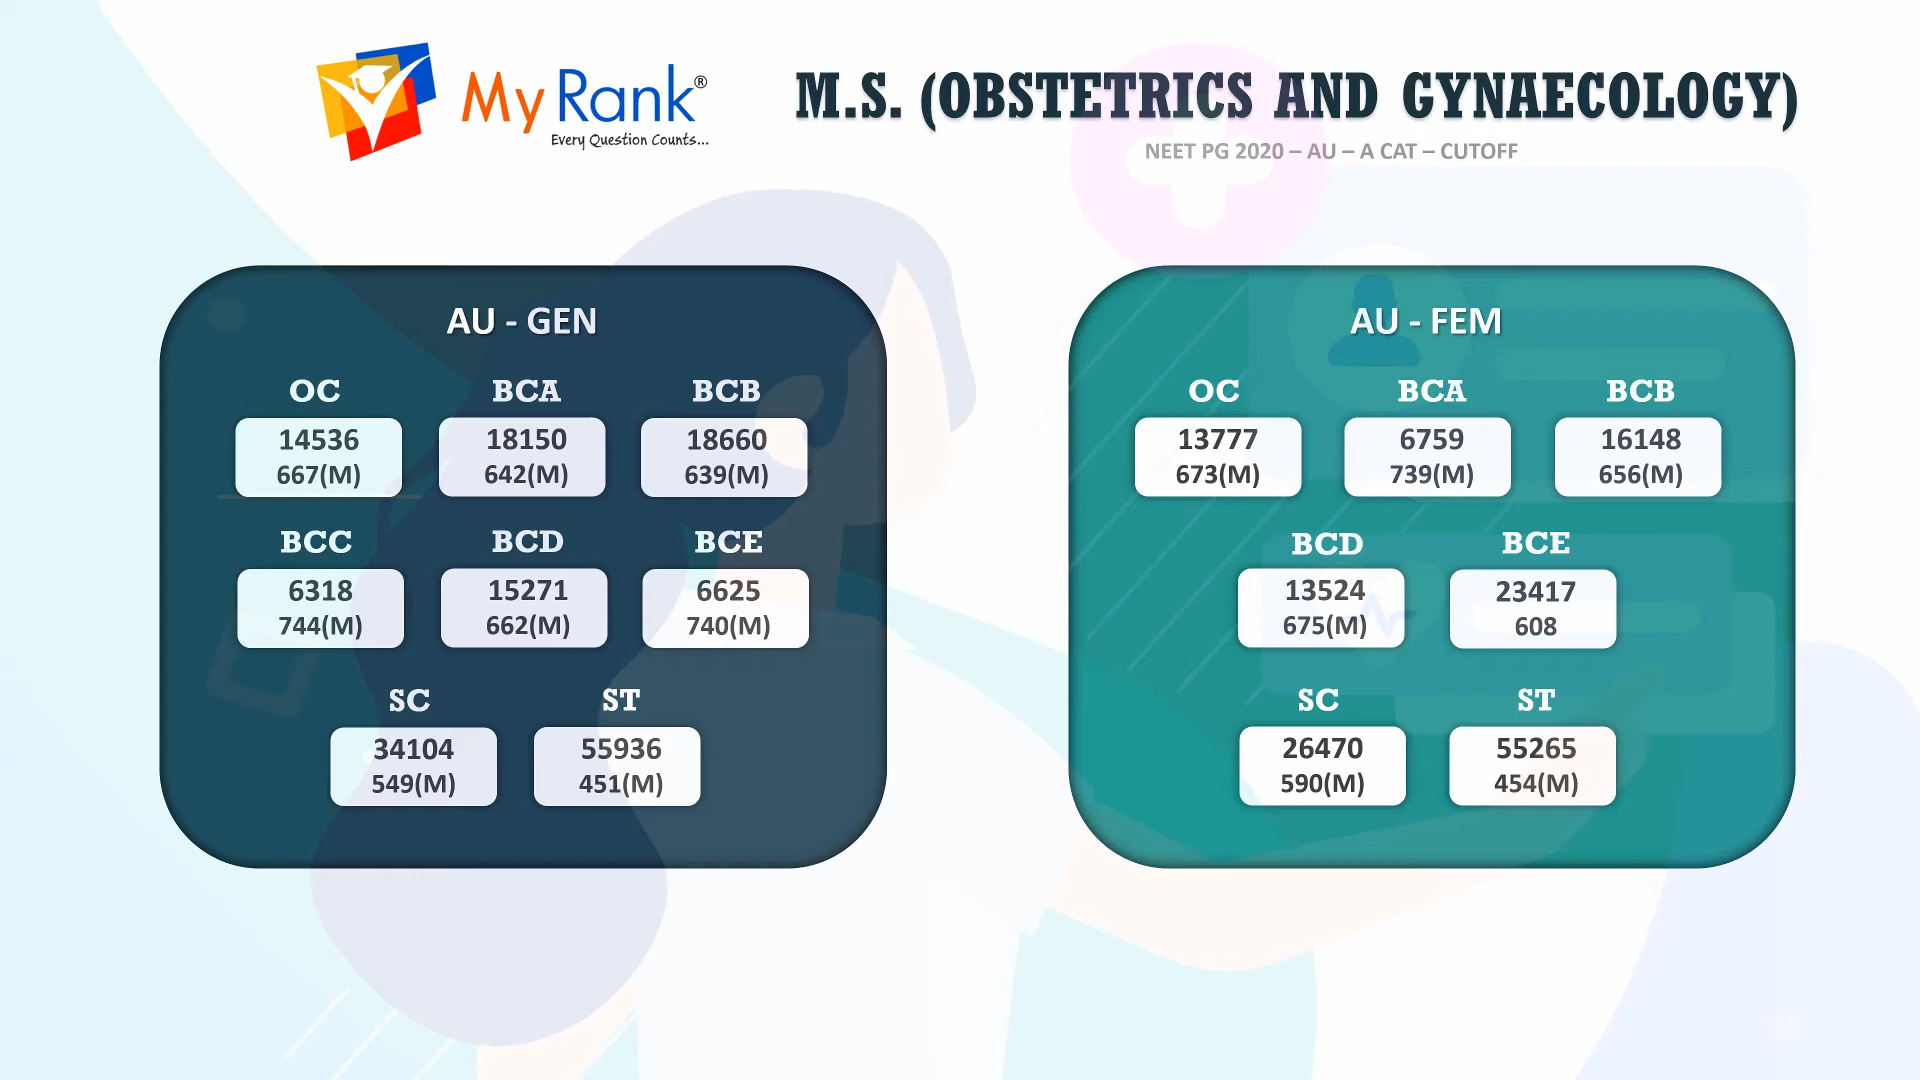 My Rank®
Every Question Counts...
M.S. (OBSTETRICS AND GYNAECOLOGY)
NEET PG 2020 – AU – A CAT – CUTOFF
AU - GEN
OC BCA BCB
14536 18150 18660
667(M) 642(M) 639(M)
BCC BCD BCE
6318 15271 6625
744(M) 662(M) 740(M)
SC ST
34104 55936
549(M) 451(M)
AU - FEM
OC BCA BCB
13777 6759 16148
673(M) 739(M) 656(M)
BCD BCE
13524 23417
675(M) 608
SC ST
26470 55265
590(M) 454(M)